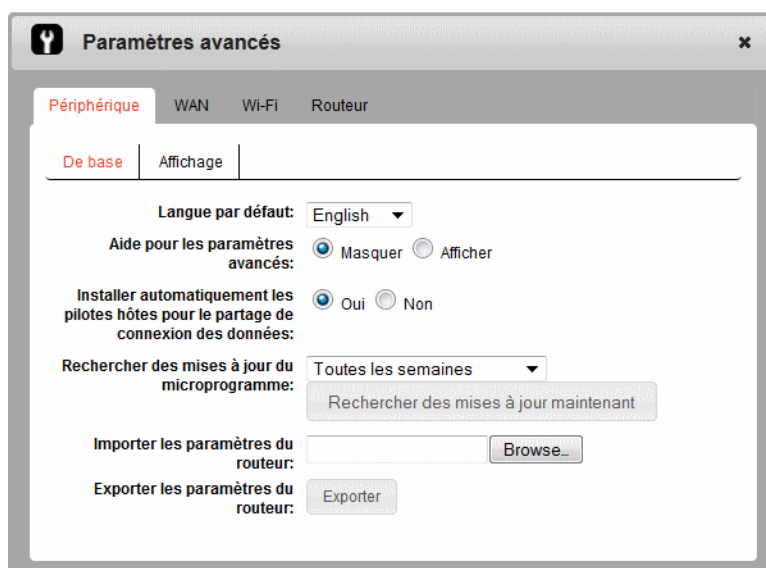 Paramètres avancés
Périphérique WAN Wi-Fi Routeur
De base Affichage
Langue par défaut: English
Aide pour les paramètres
avancés: Masquer Afficher
Installer automatiquement les
pilotes hôtes pour le partage de
connexion des données: Oui Non
Rechercher des mises à jour du
microprogramme: Toutes les semaines
Rechercher des mises à jour maintenant
Importer les paramètres du
routeur: Browse...
Exporter les paramètres du
routeur: Exporter